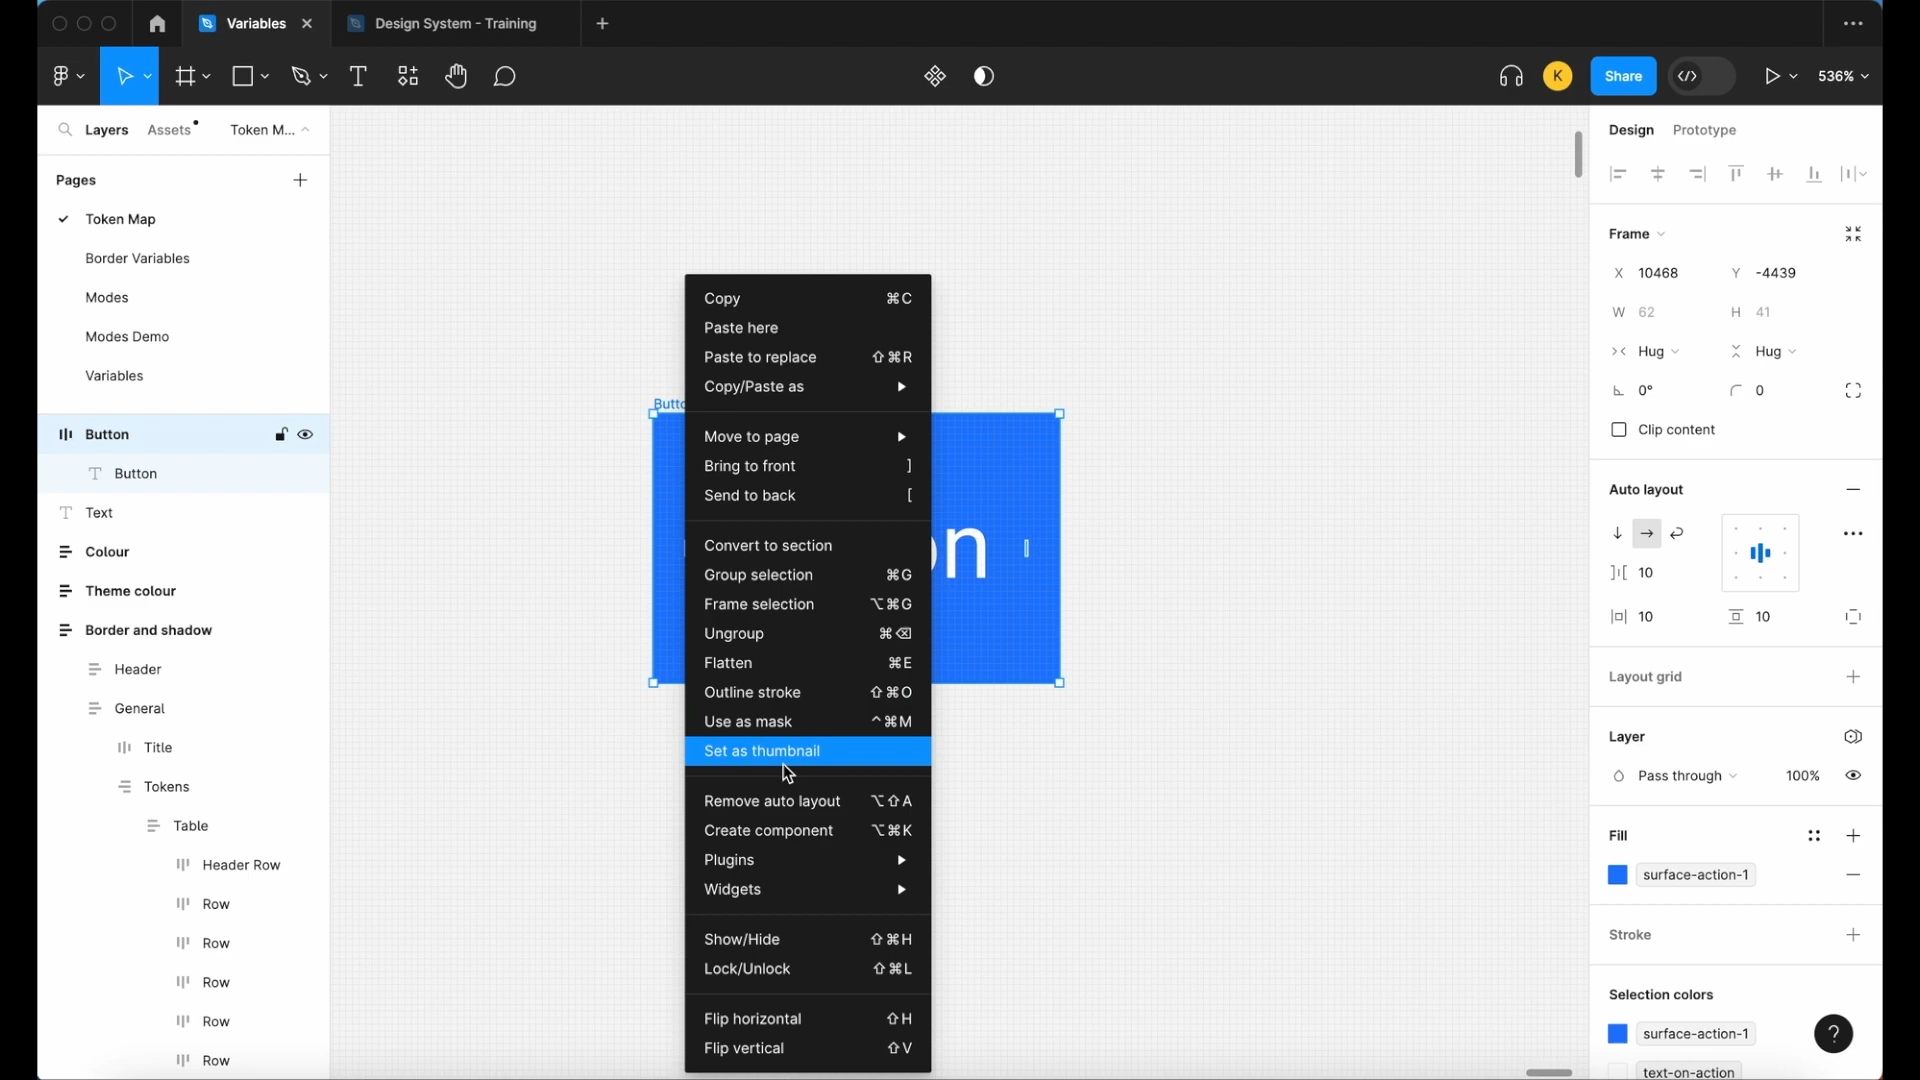 Variables
Design System - Training
K
Share
536%
Layers
Assets
Token M...
Pages
Token Map
Border Variables
Modes
Modes Demo
Variables
Button
Button
Text
Colour
Theme colour
Border and shadow
Header
General
Title
Tokens
Table
Header Row
Row
Row
Row
Row
Row
Butto
on
Copy ⌘C
Paste here
Paste to replace ⇧⌘R
Copy/Paste as
Move to page
Bring to front ]
Send to back [
Convert to section
Group selection ⌘G
Frame selection ⌥⌘G
Ungroup ⌘⌫
Flatten ⌘E
Outline stroke ⇧⌘O
Use as mask ^⌘M
Set as thumbnail
Remove auto layout ⌥⇧A
Create component ⌥⌘K
Plugins
Widgets
Show/Hide ⇧⌘H
Lock/Unlock ⇧⌘L
Flip horizontal ⇧H
Flip vertical ⇧V
Design Prototype
Frame
X 10468 Y -4439
W 62 H 41
Hug Hug
0° 0
Clip content
Auto layout
10
10 10
Layout grid
Layer
Pass through 100%
Fill
surface-action-1
Stroke
Selection colors
surface-action-1
?
text-on-action